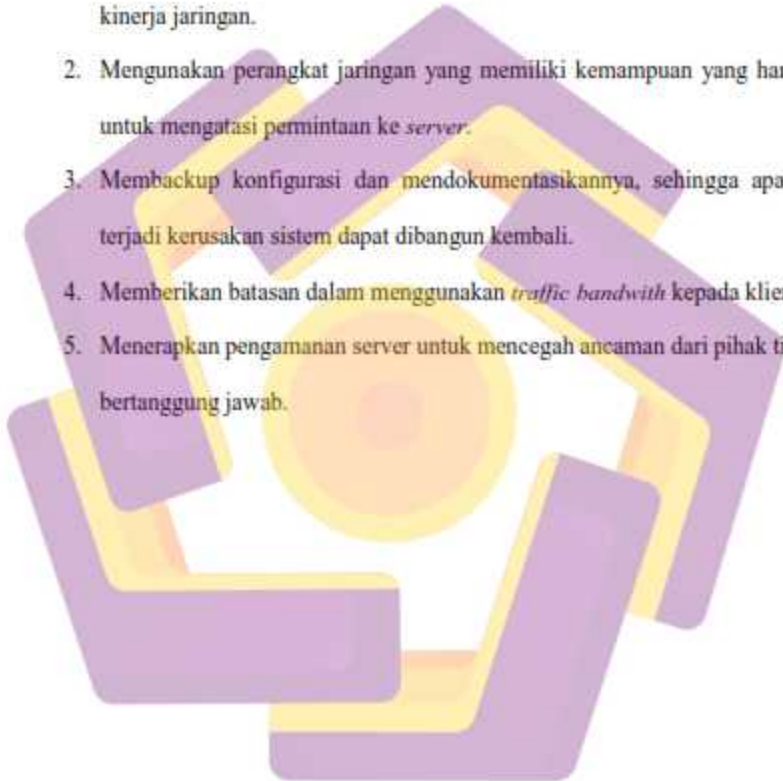 kinerja jaringan.
2. Mengunakan perangkat jaringan yang memiliki kemampuan yang
untuk mengatasi permintaan ke server.
3. Membackup konfigurasi dan mendokumentasikannya, sehingga
terjadi kerusakan sistem dapat dibangun kembali.
4. Memberikan batasan dalam menggunakan traffic bandwith kepada
5. Menerapkan pengamanan server untuk mencegah ancaman dari pihak
bertanggung jawab.